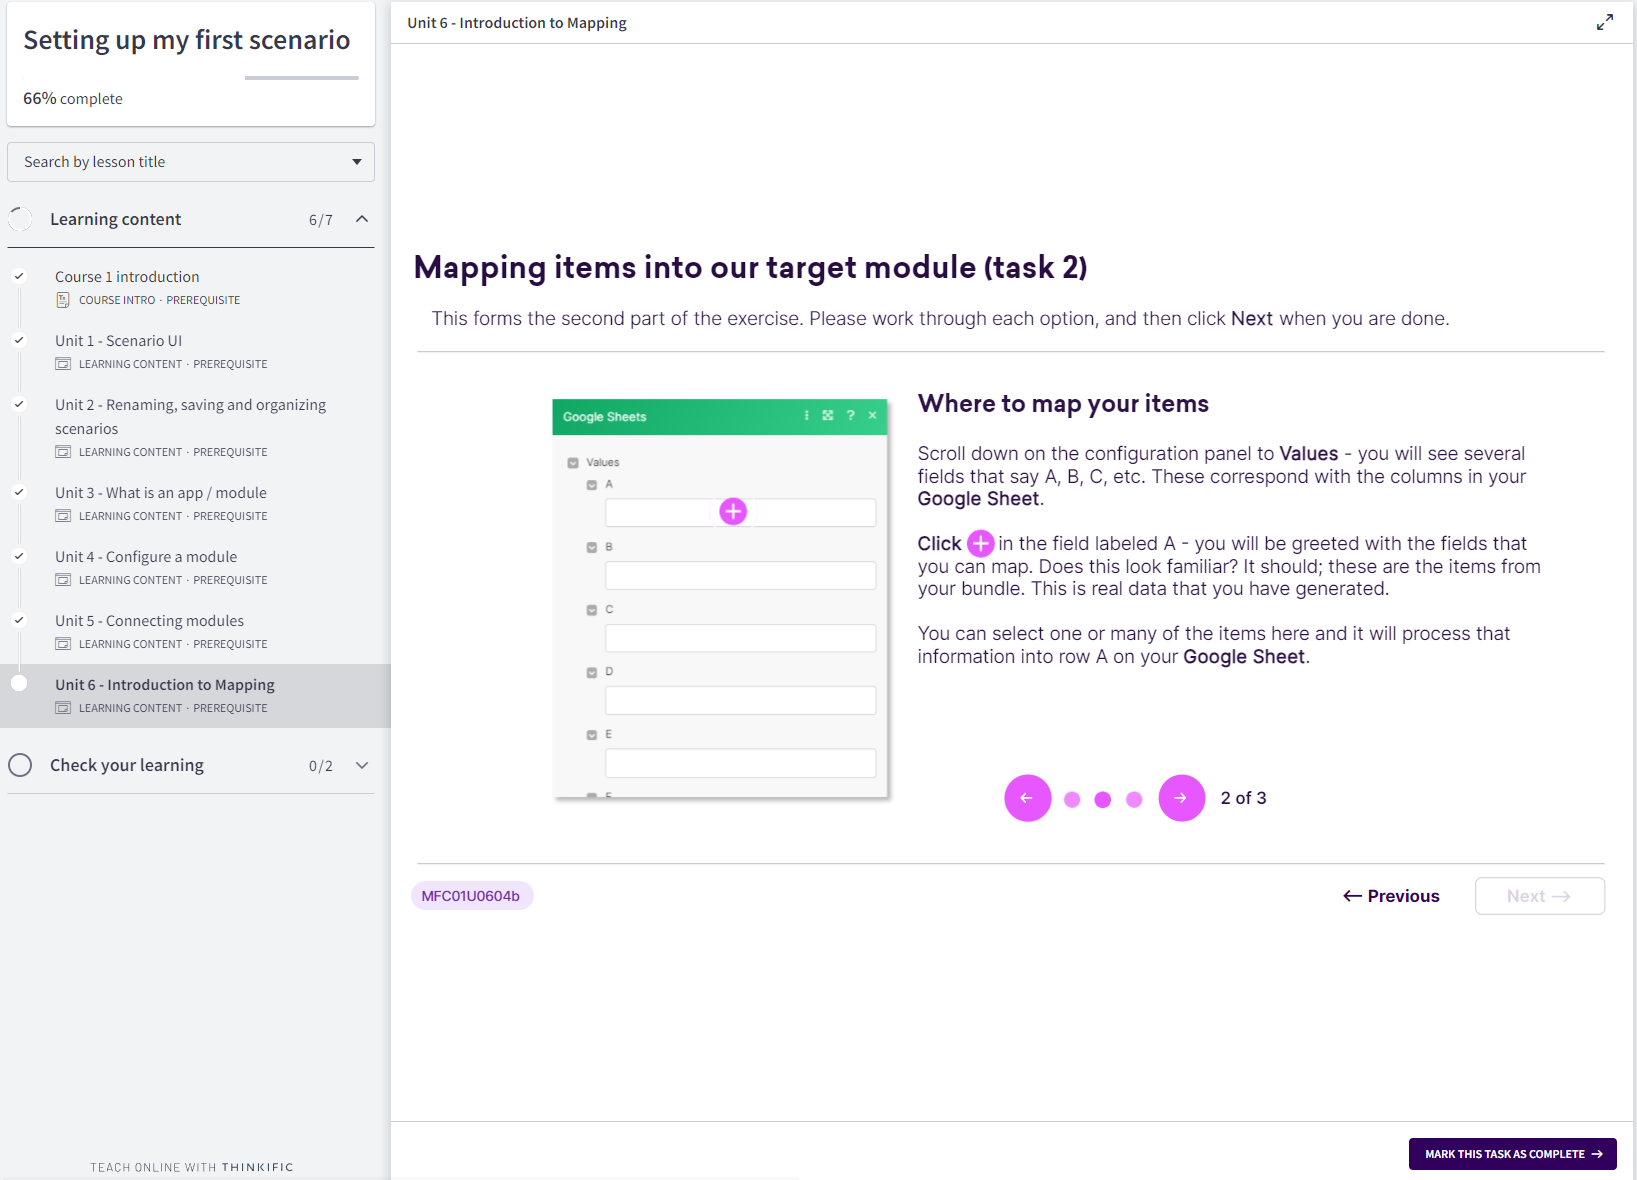 Setting up my first scenario
66% complete
Search by lesson title
Learning content
6/7
Course 1 introduction
COURSE INTRO · PREREQUISITE
Unit 1 - Scenario UI
LEARNING CONTENT · PREREQUISITE
Unit 2 - Renaming, saving and organizing
scenarios
LEARNING CONTENT · PREREQUISITE
Unit 3 - What is an app / module
LEARNING CONTENT · PREREQUISITE
Unit 4 - Configure a module
LEARNING CONTENT · PREREQUISITE
Unit 5 - Connecting modules
LEARNING CONTENT · PREREQUISITE
Unit 6 - Introduction to Mapping
LEARNING CONTENT · PREREQUISITE
Check your learning
0/2
TEACH ONLINE WITH THINKIFIC
Unit 6 - Introduction to Mapping
Mapping items into our target module (task 2)
This forms the second part of the exercise. Please work through each option, and then click Next when you are done.
Google Sheets
Values
A
B
C
D
E
Where to map your items
Scroll down on the configuration panel to Values - you will see several
fields that say A, B, C, etc. These correspond with the columns in your
Google Sheet.
Click + in the field labeled A - you will be greeted with the fields that
you can map. Does this look familiar? It should; these are the items from
your bundle. This is real data that you have generated.
You can select one or many of the items here and it will process that
information into row A on your Google Sheet.
2 of 3
MFC01U0604b
← Previous
Next →
MARK THIS TASK AS COMPLETE →